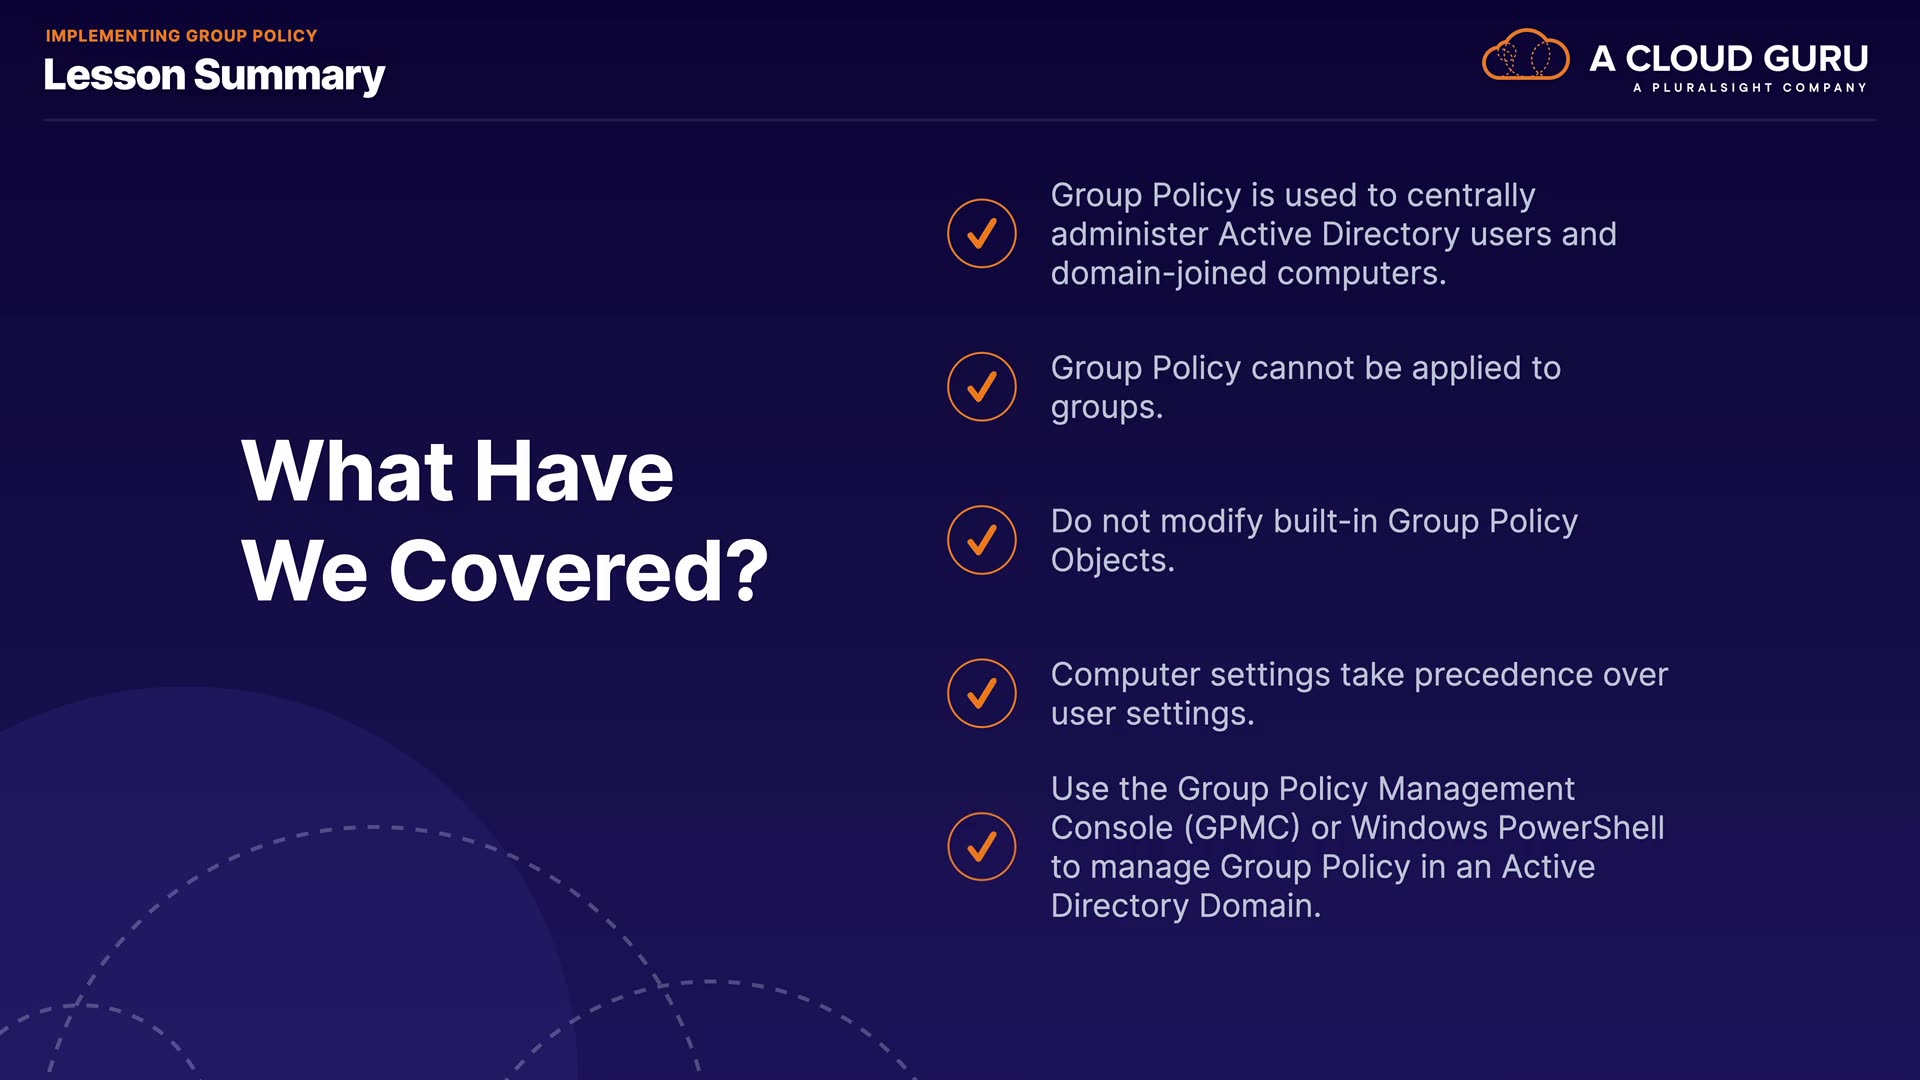 IMPLEMENTING GROUP POLICY
Lesson Summary
A CLOUD GURU
A PLURALSIGHT COMPANY
What Have
We Covered?
Group Policy is used to centrally
administer Active Directory users and
domain-joined computers.
Group Policy cannot be applied to
groups.
Do not modify built-in Group Policy
Objects.
Computer settings take precedence over
user settings.
Use the Group Policy Management
Console (GPMC) or Windows PowerShell
to manage Group Policy in an Active
Directory Domain.